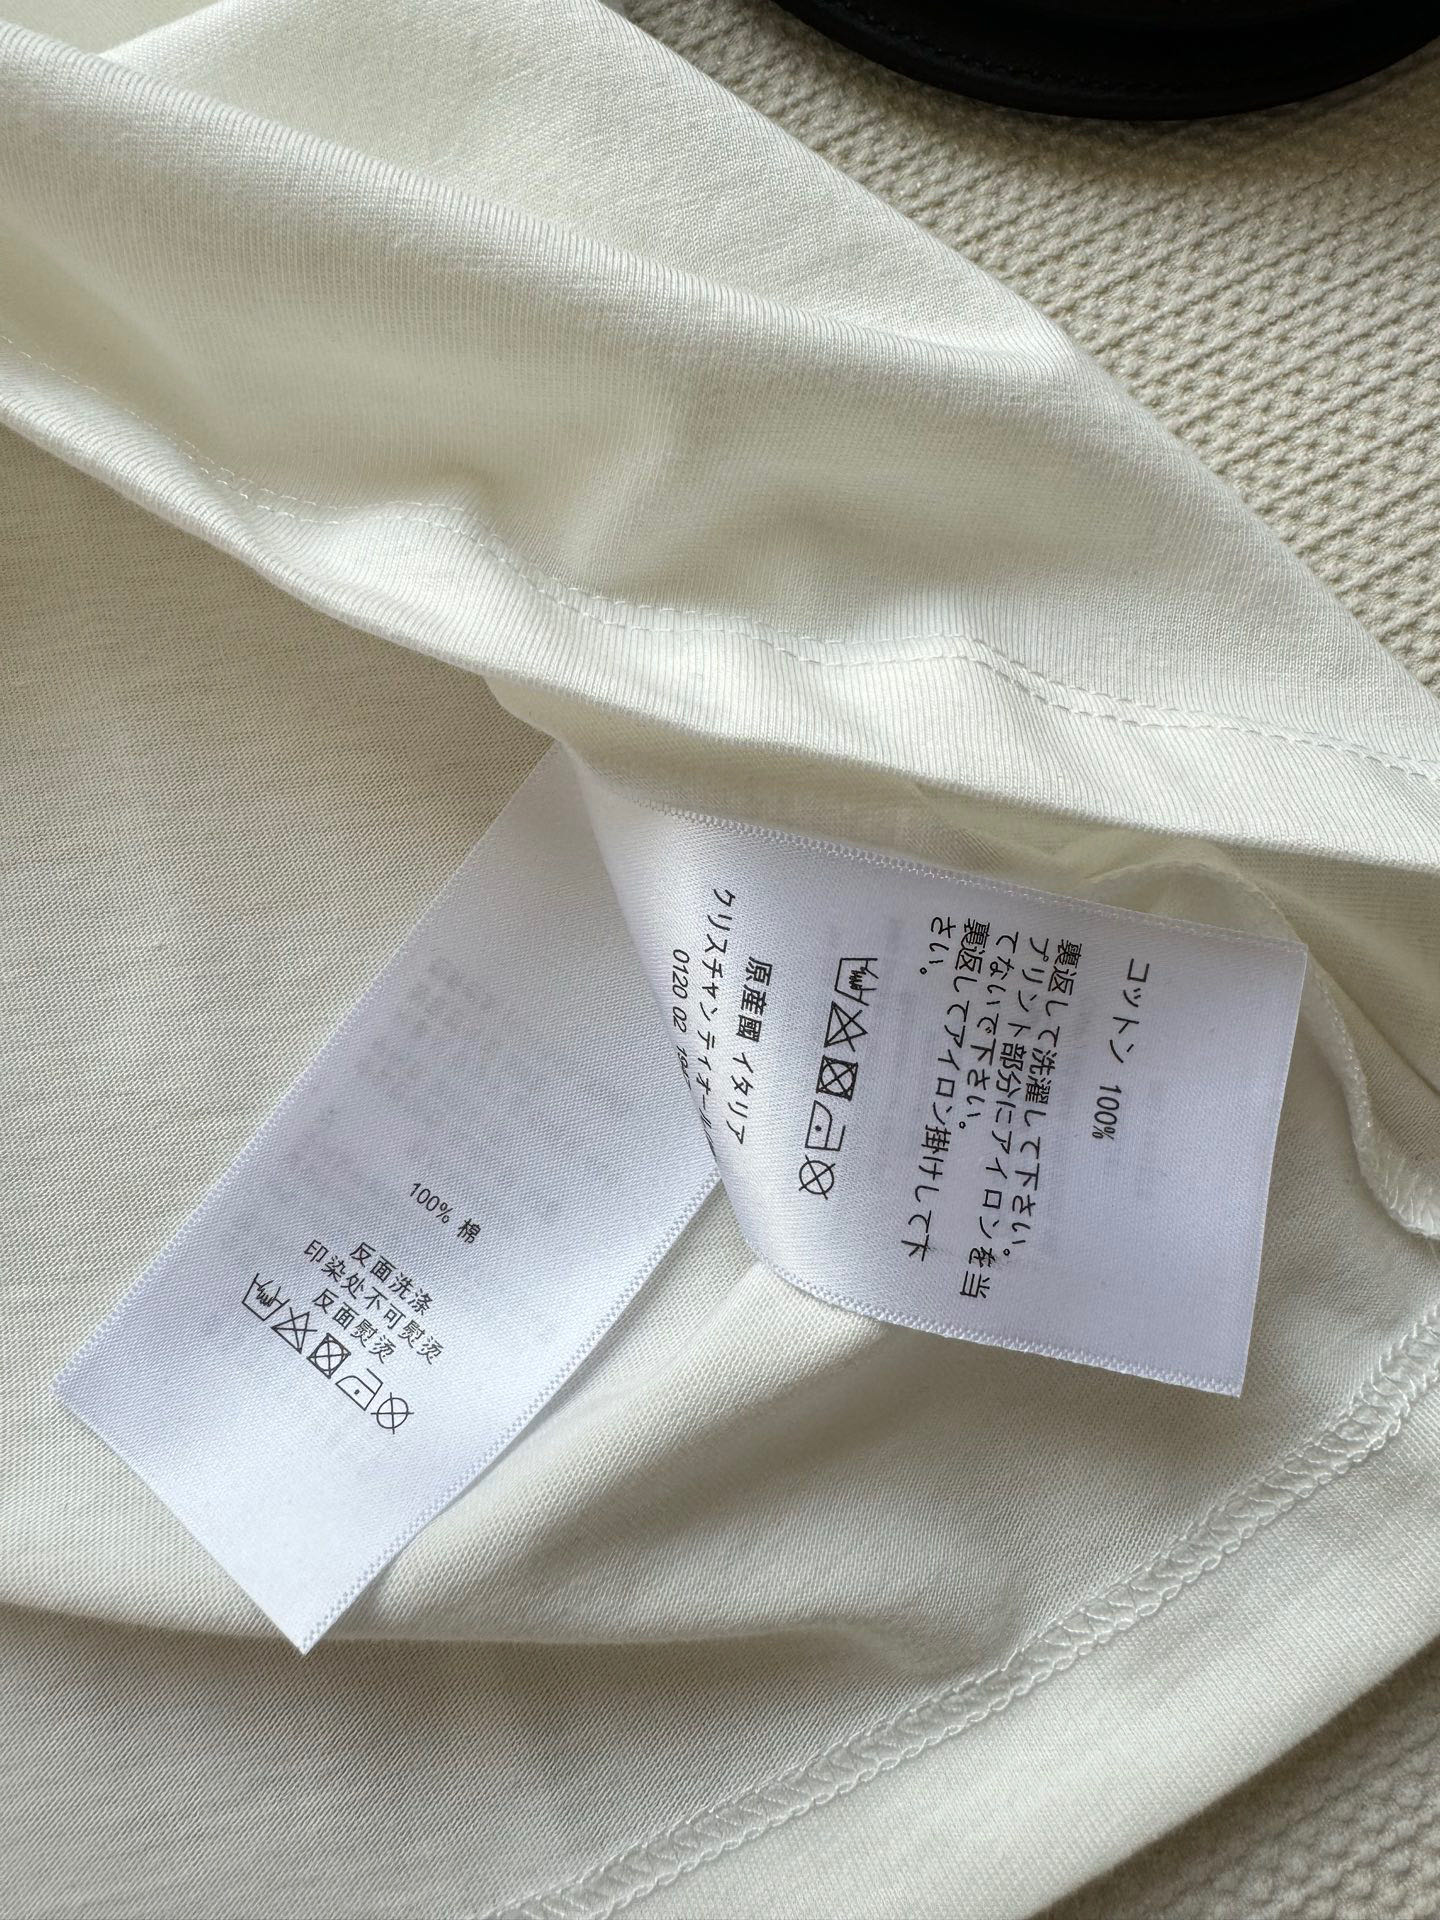 コットン 100%
裏返して洗濯して下さい。
プリント部分にアイロンを当
てないで下さい。
裏返してアイロン掛けして下
さい。
原産國 イタリア
クリスチャン ディオール
0120 02
100% 棉
反面洗涤
印染处不可熨烫
反面熨烫